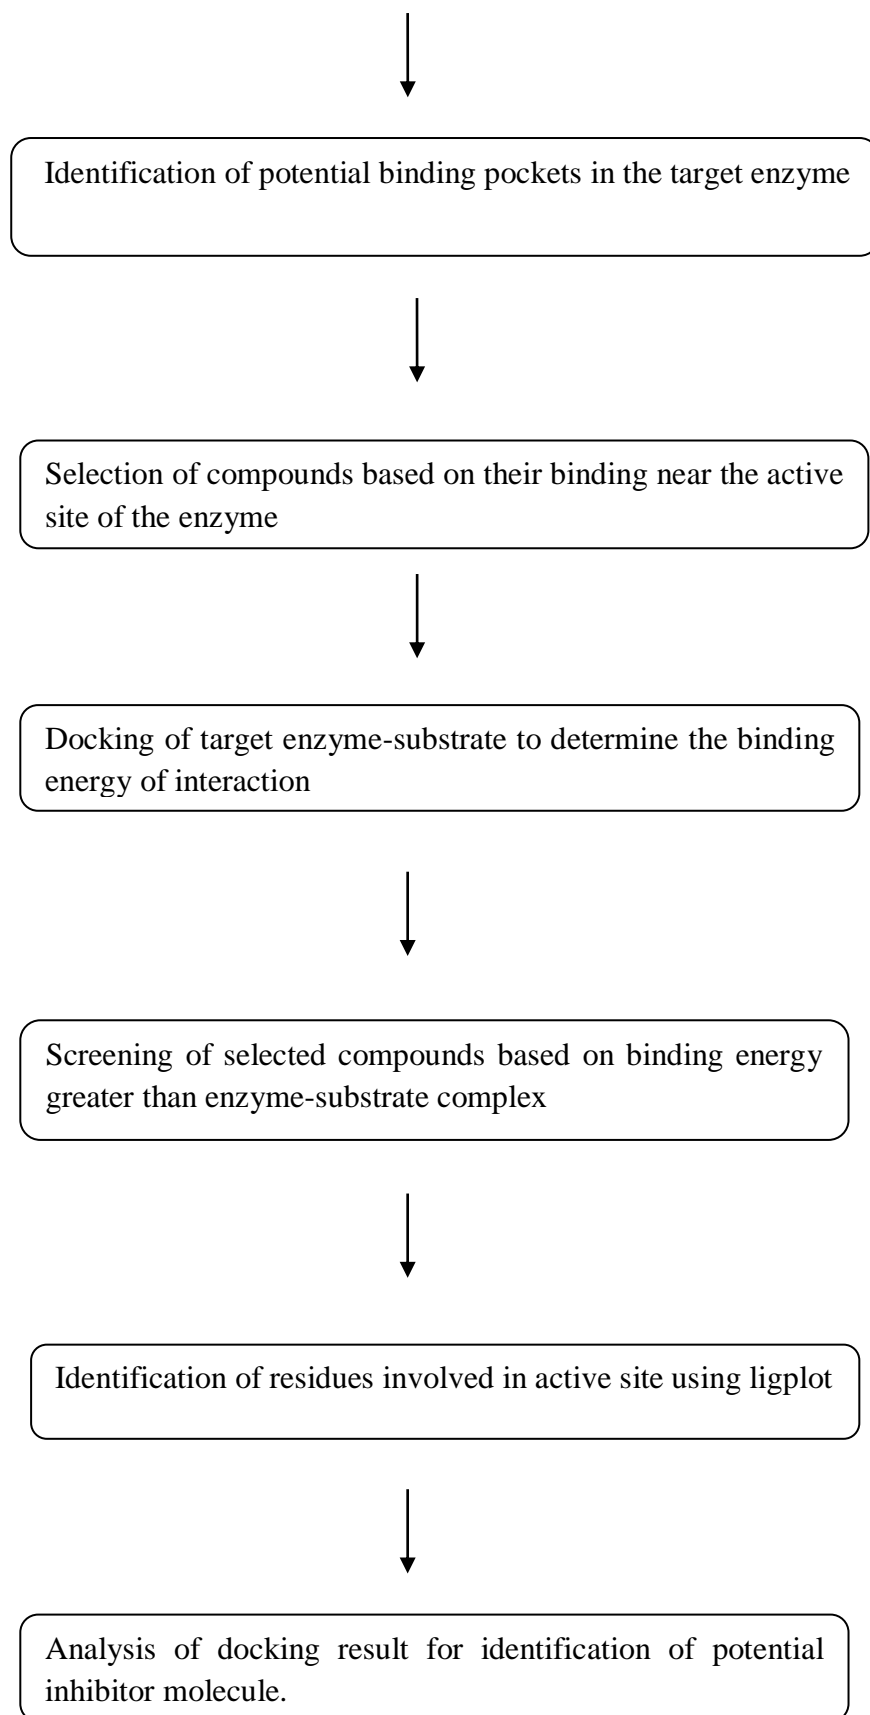 Identification of potential binding pockets in the target enzyme
Selection of compounds based on their binding near the active
site of the enzyme
Docking of target enzyme-substrate to determine the binding
energy of interaction
Screening of selected compounds based on binding energy
greater than enzyme-substrate complex
Identification of residues involved in active site using ligplot
Analysis of docking result for identification of potential
inhibitor molecule.